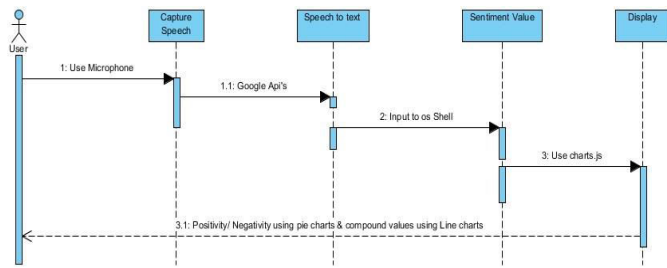 Capture
Speech
Speech to text
Sentiment Value
Display
User
1: Use Microphone
1.1: Google Api's
2: Input to os Shell
3: Use charts.js
3.1: Positivity/ Negativity using pie charts & compound values using Line charts